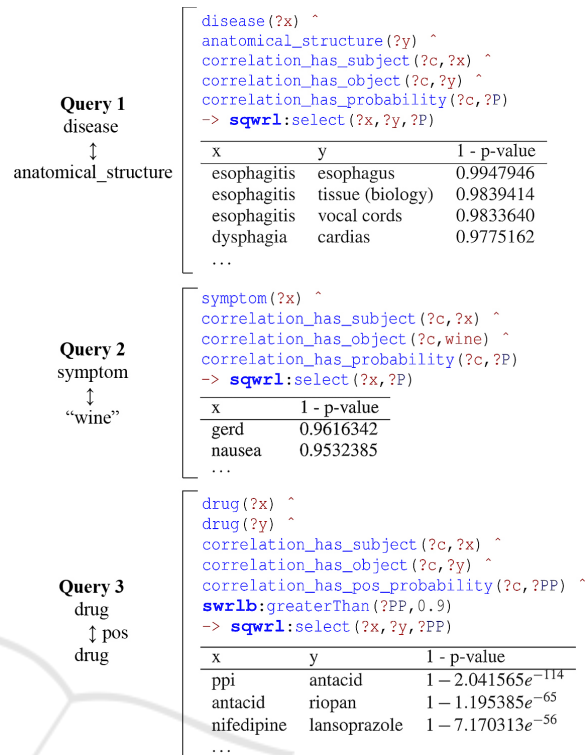 Query 1
disease
↕
anatomical_structure
disease(?x) ^
anatomical_structure(?y) ^
correlation_has_subject(?c,?x) ^
correlation_has_object(?c,?y) ^
correlation_has_probability(?c,?P)
-> sqwrl:select(?x,?y,?P)
x y 1 - p-value
esophagitis esophagus 0.9947946
esophagitis tissue (biology) 0.9839414
esophagitis vocal cords 0.9833640
dysphagia cardias 0.9775162
...
Query 2
symptom
↕
“wine”
symptom(?x) ^
correlation_has_subject(?c,?x) ^
correlation_has_object(?c,wine) ^
correlation_has_probability(?c,?P)
-> sqwrl:select(?x,?P)
x 1 - p-value
gerd 0.9616342
nausea 0.9532385
...
Query 3
drug
↕ pos
drug
drug(?x) ^
drug(?y) ^
correlation_has_subject(?c,?x) ^
correlation_has_object(?c,?y) ^
correlation_has_pos_probability(?c,?PP) ^
swrlb:greaterThan(?PP,0.9)
-> sqwrl:select(?x,?y,?PP)
x y 1 - p-value
ppi antacid 1−2.041565e⁻¹¹⁴
antacid riopan 1−1.195385e⁻⁶⁵
nifedipine lansoprazole 1−7.170313e⁻⁵⁶
...